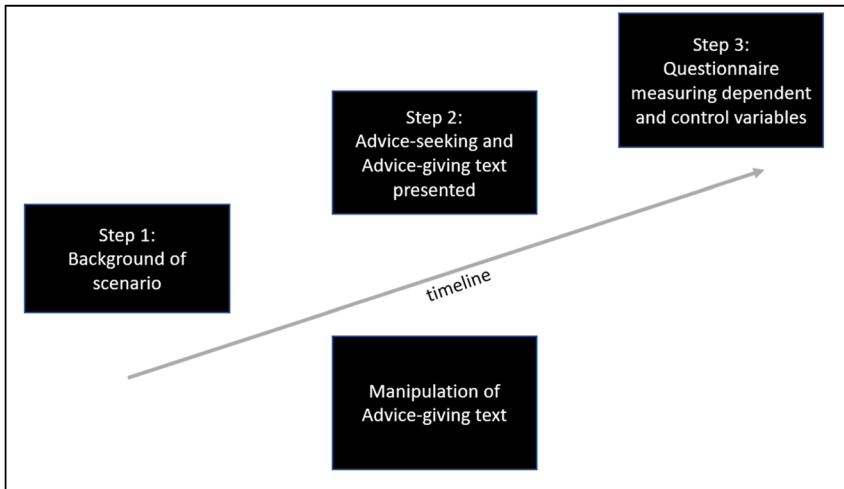 Step 1:
Background of
scenario
Step 2:
Advice-seeking and
Advice-giving text
presented
Step 3:
Questionnaire
measuring dependent
and control variables
timeline
Manipulation of
Advice-giving text